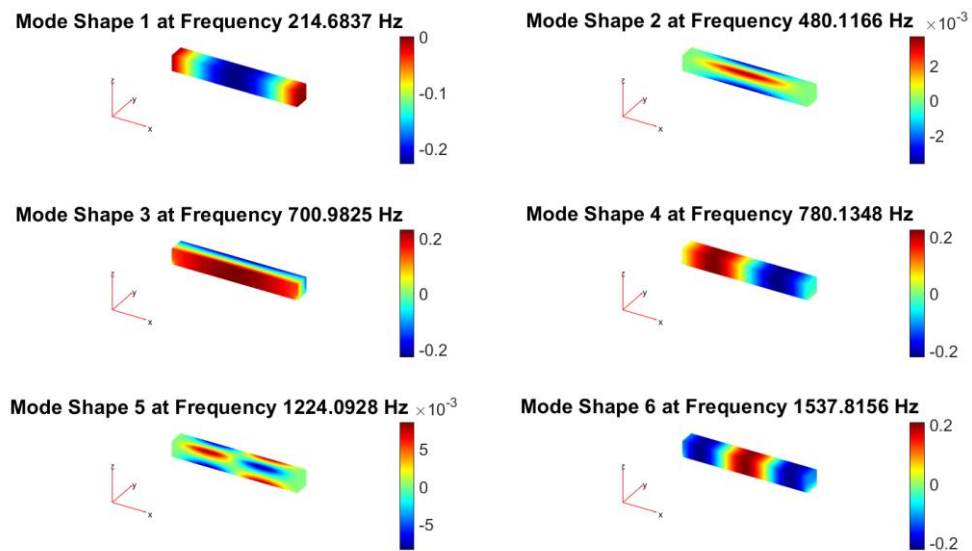 Mode Shape 1 at Frequency 214.6837 Hz
0
-0.1
-0.2
z
y
x
Mode Shape 2 at Frequency 480.1166 Hz
×10⁻³
2
0
-2
z
y
x
Mode Shape 3 at Frequency 700.9825 Hz
0.2
0
-0.2
z
y
x
Mode Shape 4 at Frequency 780.1348 Hz
0.2
0
-0.2
z
y
x
Mode Shape 5 at Frequency 1224.0928 Hz
×10⁻³
5
0
-5
z
y
x
Mode Shape 6 at Frequency 1537.8156 Hz
0.2
0
-0.2
z
y
x